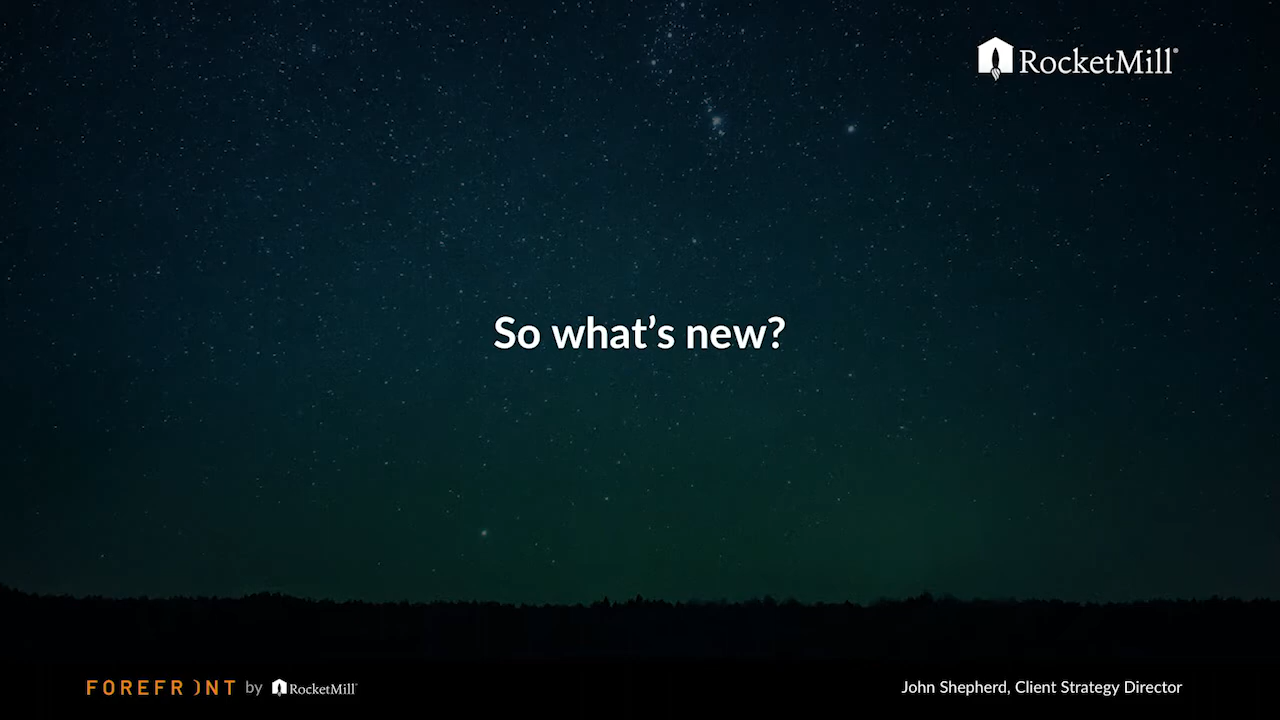 RocketMill
So what's new?
FOREFRONT by RocketMill
John Shepherd, Client Strategy Director